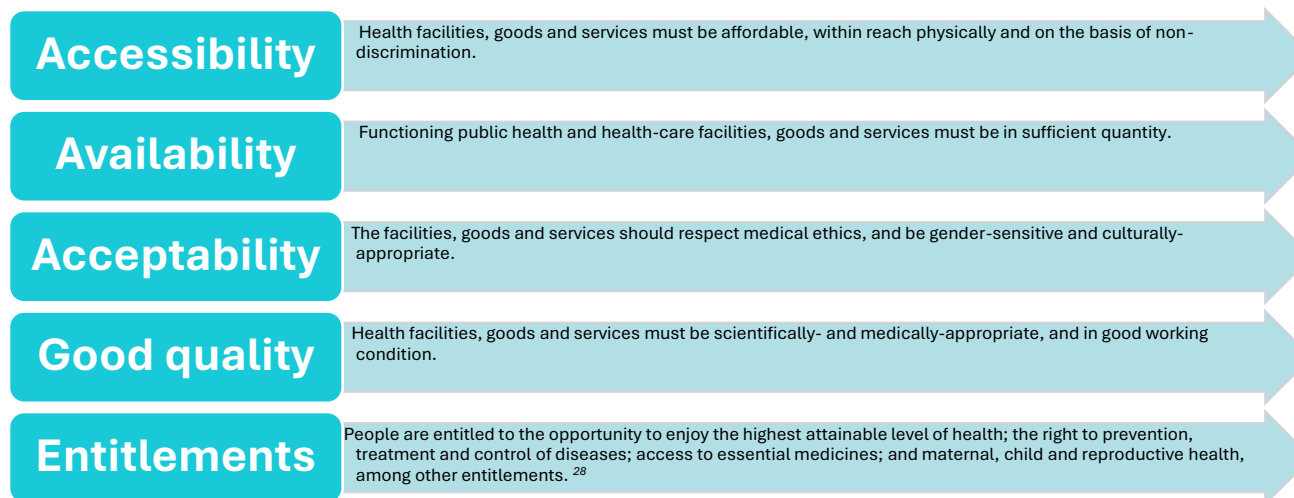 Accessibility
Health facilities, goods and services must be affordable, within reach physically and on the basis of non-
discrimination.
Availability
Functioning public health and health-care facilities, goods and services must be in sufficient quantity.
Acceptability
The facilities, goods and services should respect medical ethics, and be gender-sensitive and culturally-
appropriate.
Good quality
Health facilities, goods and services must be scientifically- and medically-appropriate, and in good working
condition.
Entitlements
People are entitled to the opportunity to enjoy the highest attainable level of health; the right to prevention,
treatment and control of diseases; access to essential medicines; and maternal, child and reproductive health,
among other entitlements. 28